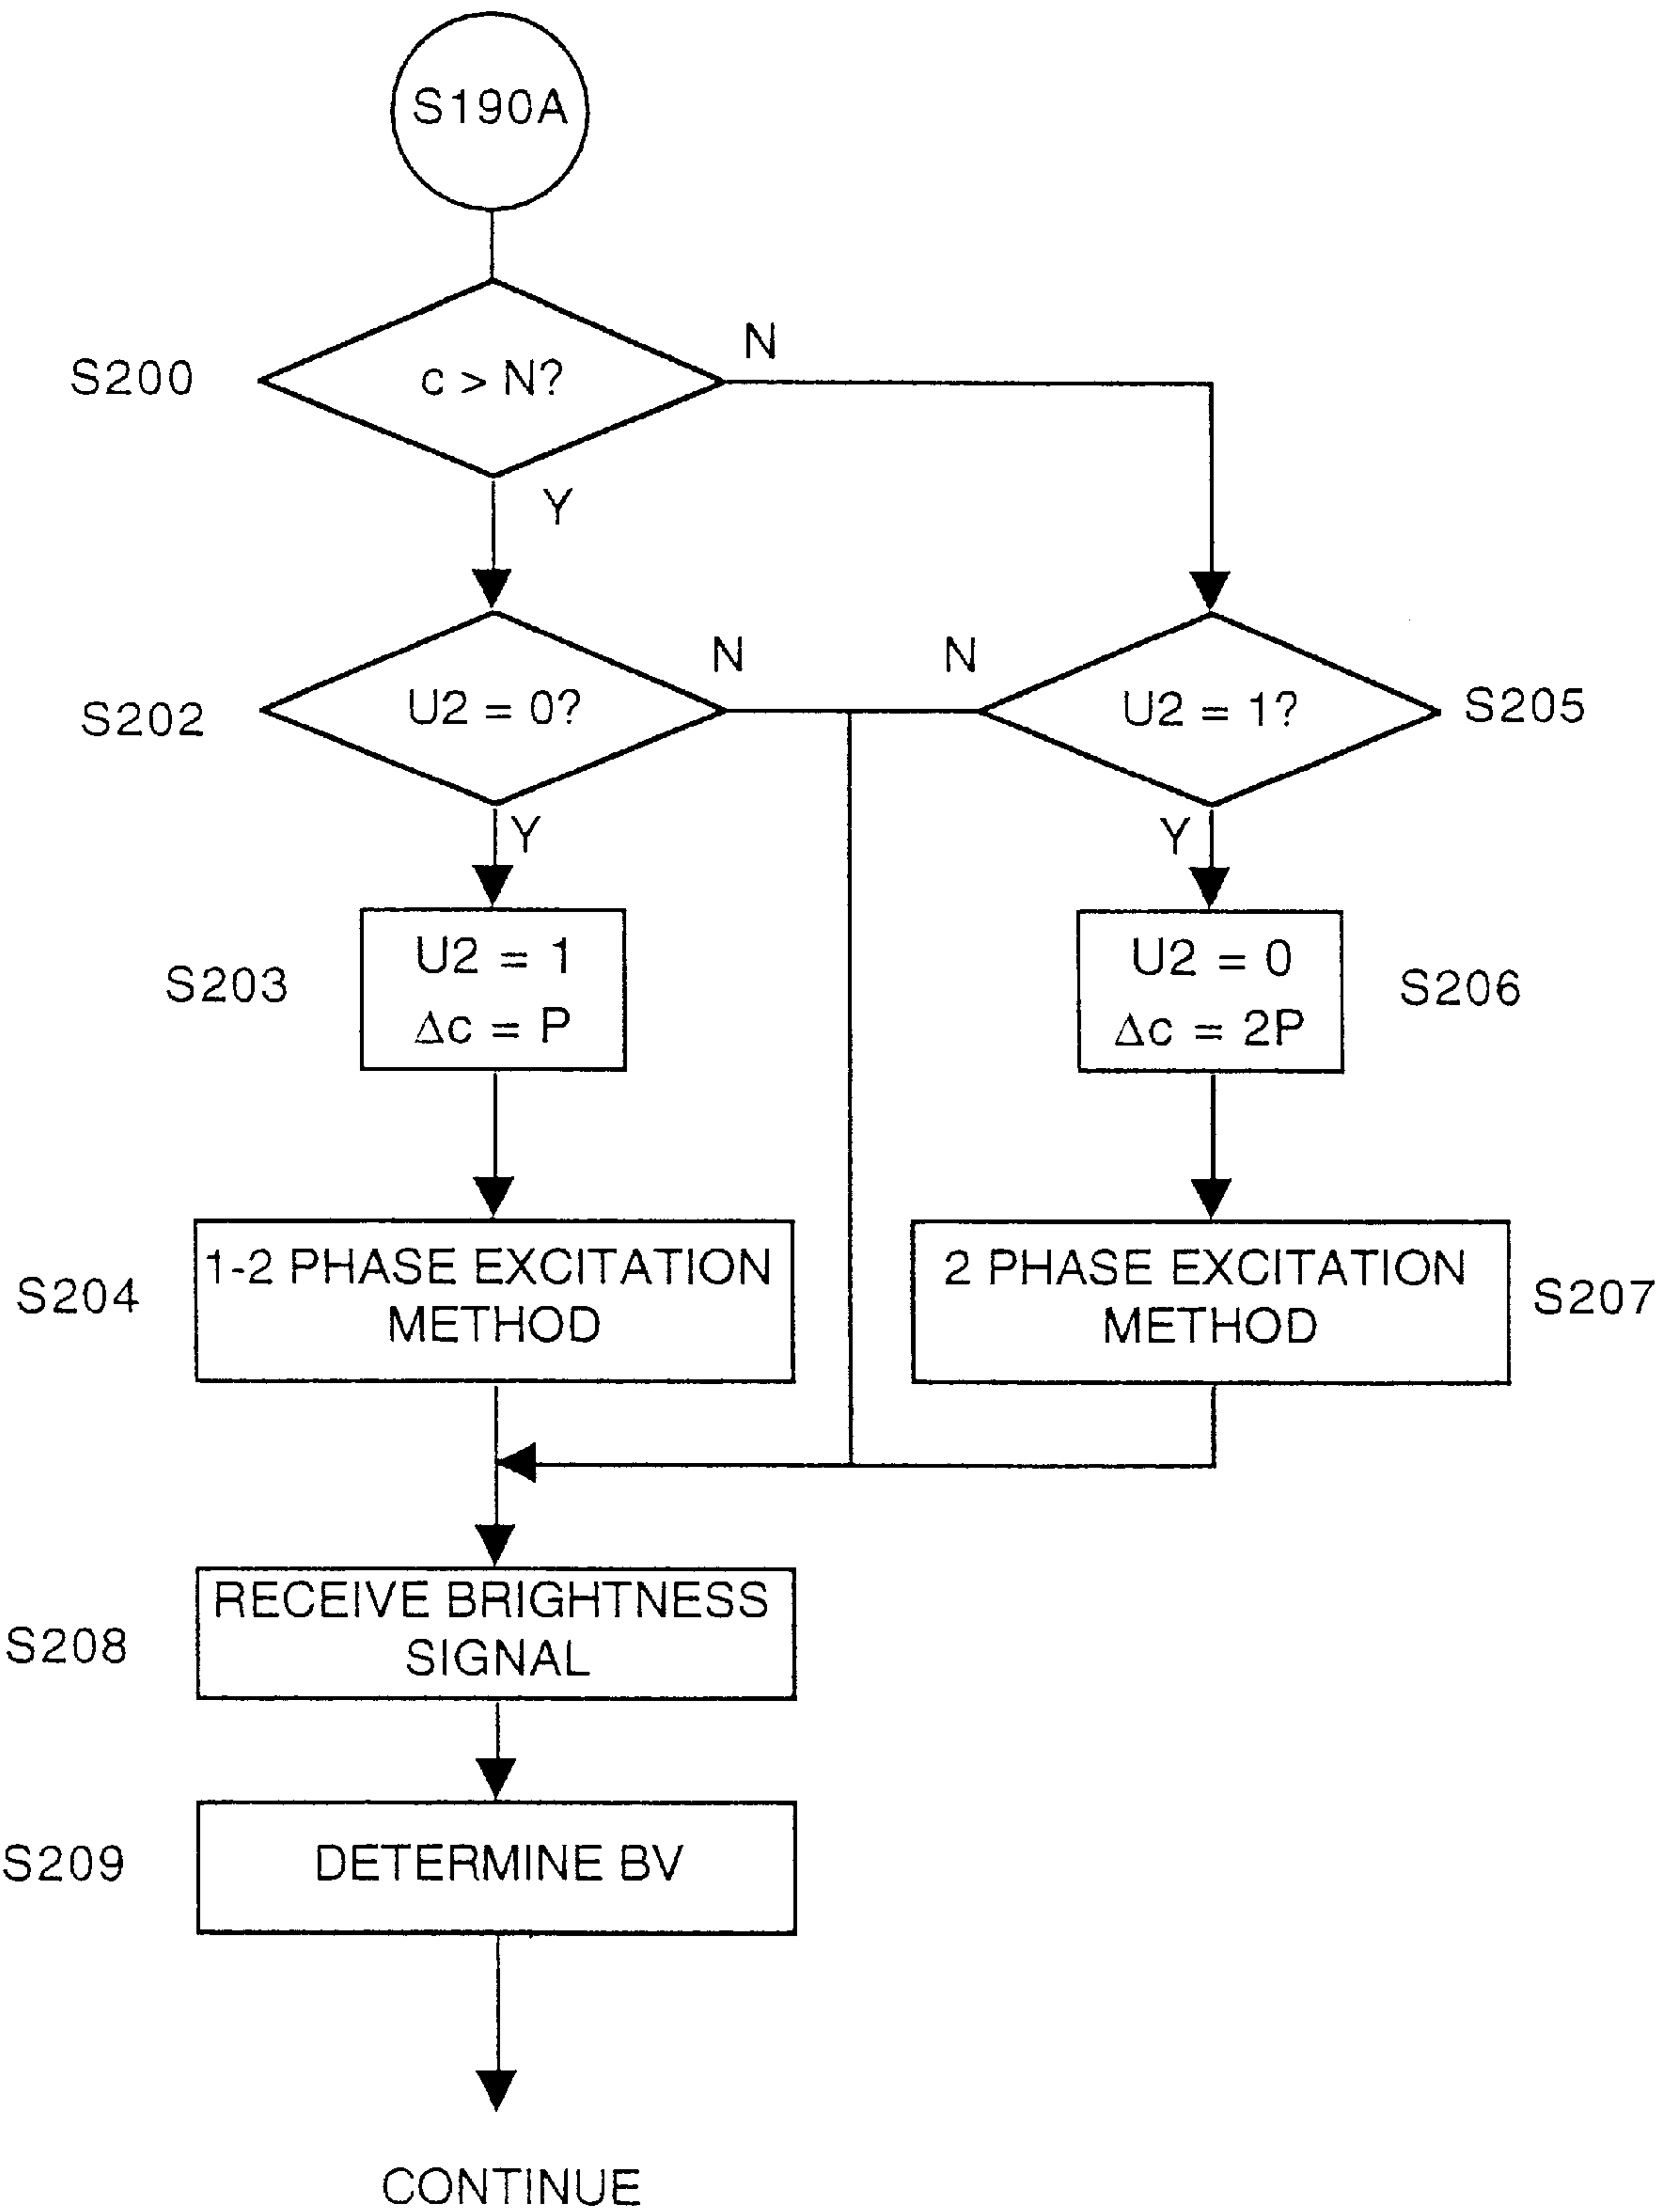 S190A
N
S200
c > N?
Y
N
N
S202
U2 = 0?
U2 = 1?
S205
Y
Y
S203
U2 = 1
Δc = P
U2 = 0
Δc = 2P
S206
S204
1-2 PHASE EXCITATION
METHOD
2 PHASE EXCITATION
METHOD
S207
S208
RECEIVE BRIGHTNESS
SIGNAL
S209
DETERMINE BV
CONTINUE